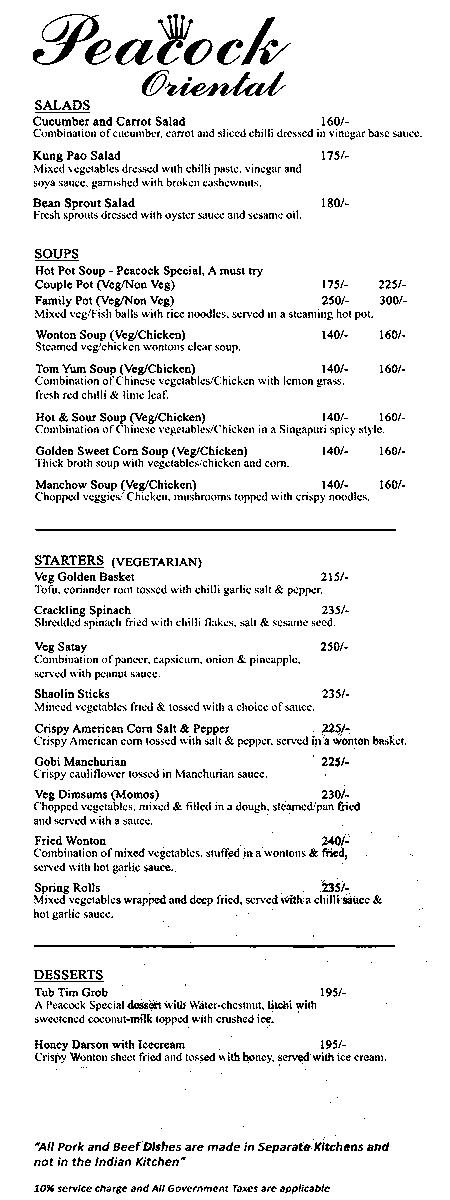 Peacock
Oriental
SALADS
Cucumber and Carrot Salad 160/-
Combination of cucumber, carrot and sliced chilli dressed in vinegar base sauce.
Kung Pao Salad 175/-
Mixed vegetables dressed with chilli paste, vinegar and
soya sauce, garnished with broken cashewnuts.
Bean Sprout Salad 180/-
Fresh sprouts dressed with oyster sauce and sesame oil.
SOUPS
Hot Pot Soup - Peacock Special, A must try
Couple Pot (Veg/Non Veg) 175/- 225/-
Family Pot (Veg/Non Veg) 250/- 300/-
Mixed veg/Fish balls with rice noodles, served in a steaming hot pot.
Wonton Soup (Veg/Chicken) 140/- 160/-
Steamed veg/chicken wontons clear soup.
Tom Yum Soup (Veg/Chicken) 140/- 160/-
Combination of Chinese vegetables/Chicken with lemon grass,
fresh red chilli & lime leaf.
Hot & Sour Soup (Veg/Chicken) 140/- 160/-
Combination of Chinese vegetables/Chicken in a Singapuri spicy style.
Golden Sweet Corn Soup (Veg/Chicken) 140/- 160/-
Thick broth soup with vegetables/chicken and corn.
Manchow Soup (Veg/Chicken) 140/- 160/-
Chopped veggies/ Chicken, mushrooms topped with crispy noodles.
STARTERS (VEGETARIAN)
Veg Golden Basket 215/-
Tofu, coriander root tossed with chilli garlic salt & pepper.
Crackling Spinach 235/-
Shredded spinach fried with chilli flakes, salt & sesame seed.
Veg Satay 250/-
Combination of paneer, capsicum, onion & pineapple,
served with peanut sauce.
Shaolin Sticks 235/-
Minced vegetables fried & tossed with a choice of sauce.
Crispy American Corn Salt & Pepper 225/-
Crispy American corn tossed with salt & pepper, served in a wonton basket.
Gobi Manchurian 225/-
Crispy cauliflower tossed in Manchurian sauce.
Veg Dimsums (Momos) 230/-
Chopped vegetables, mixed & filled in a dough, steamed/pan fried
and served with a sauce.
Fried Wonton 240/-
Combination of mixed vegetables, stuffed in a wontons & fried,
served with hot garlic sauce.
Spring Rolls 235/-
Mixed vegetables wrapped and deep fried, served with a chilli sauce &
hot garlic sauce.
DESSERTS
Tub Tim Grob 195/-
A Peacock Special dessert with Water-chestnut, litchi with
sweetened coconut-milk topped with crushed ice.
Honey Darson with Icecream 195/-
Crispy Wonton sheet fried and tossed with honey, served with ice cream.
"All Pork and Beef Dishes are made in Separate Kitchens and
not in the Indian Kitchen"
10% service charge and All Government Taxes are applicable